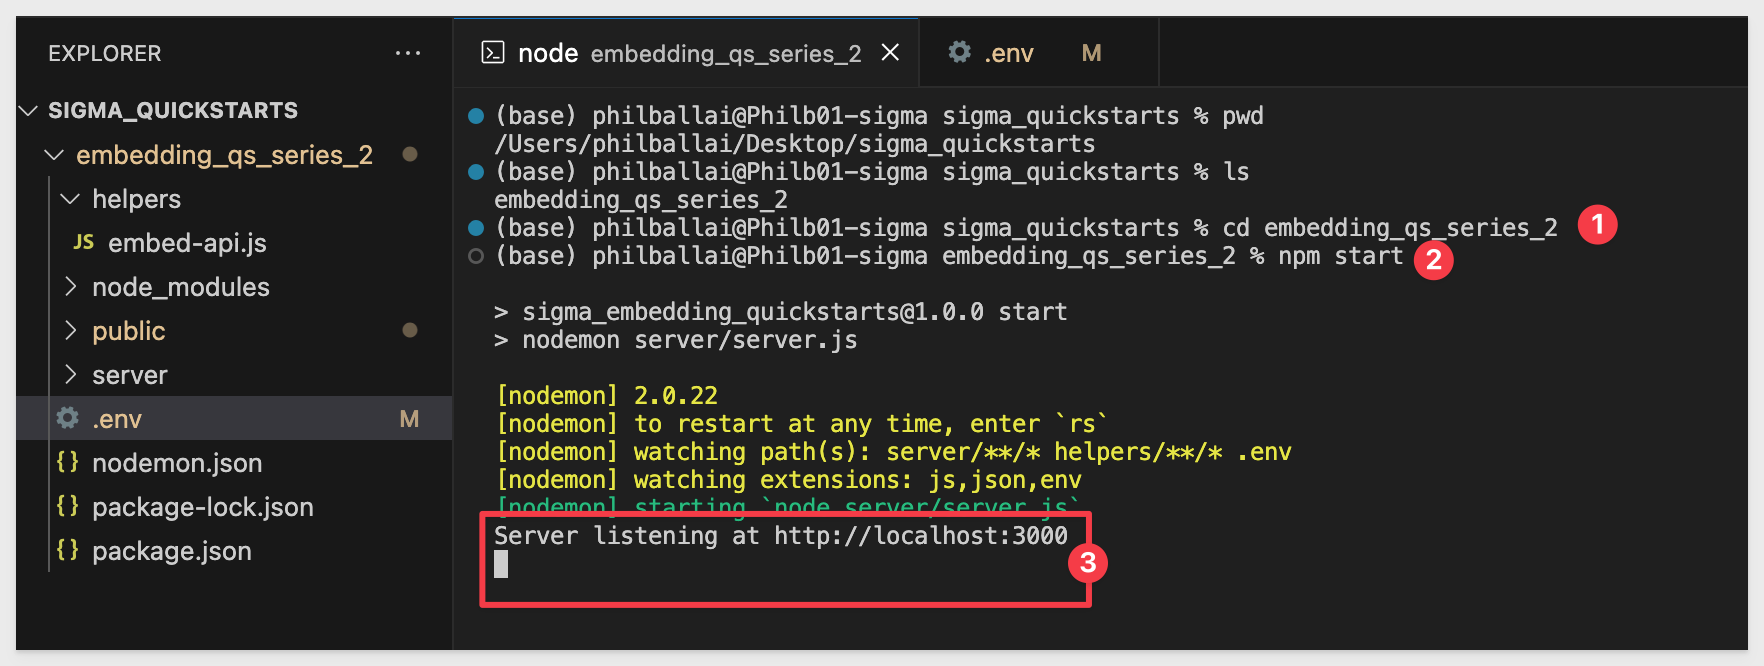 EXPLORER ...
SIGMA_QUICKSTARTS
embedding_qs_series_2
helpers
JS embed-api.js
node_modules
public
server
.env M
{} nodemon.json
{} package-lock.json
{} package.json
node embedding_qs_series_2
.env M
(base) philballai@Philb01-sigma sigma_quickstarts % pwd
/Users/philballai/Desktop/sigma_quickstarts
(base) philballai@Philb01-sigma sigma_quickstarts % ls
embedding_qs_series_2
(base) philballai@Philb01-sigma sigma_quickstarts % cd embedding_qs_series_2 1
(base) philballai@Philb01-sigma embedding_qs_series_2 % npm start 2
> sigma_embedding_quickstarts@1.0.0 start
> nodemon server/server.js
[nodemon] 2.0.22
[nodemon] to restart at any time, enter `rs`
[nodemon] watching path(s): server/**/* helpers/**/* .env
[nodemon] watching extensions: js,json,env
[nodemon] starting `node server/server.js`
Server listening at http://localhost:3000
3